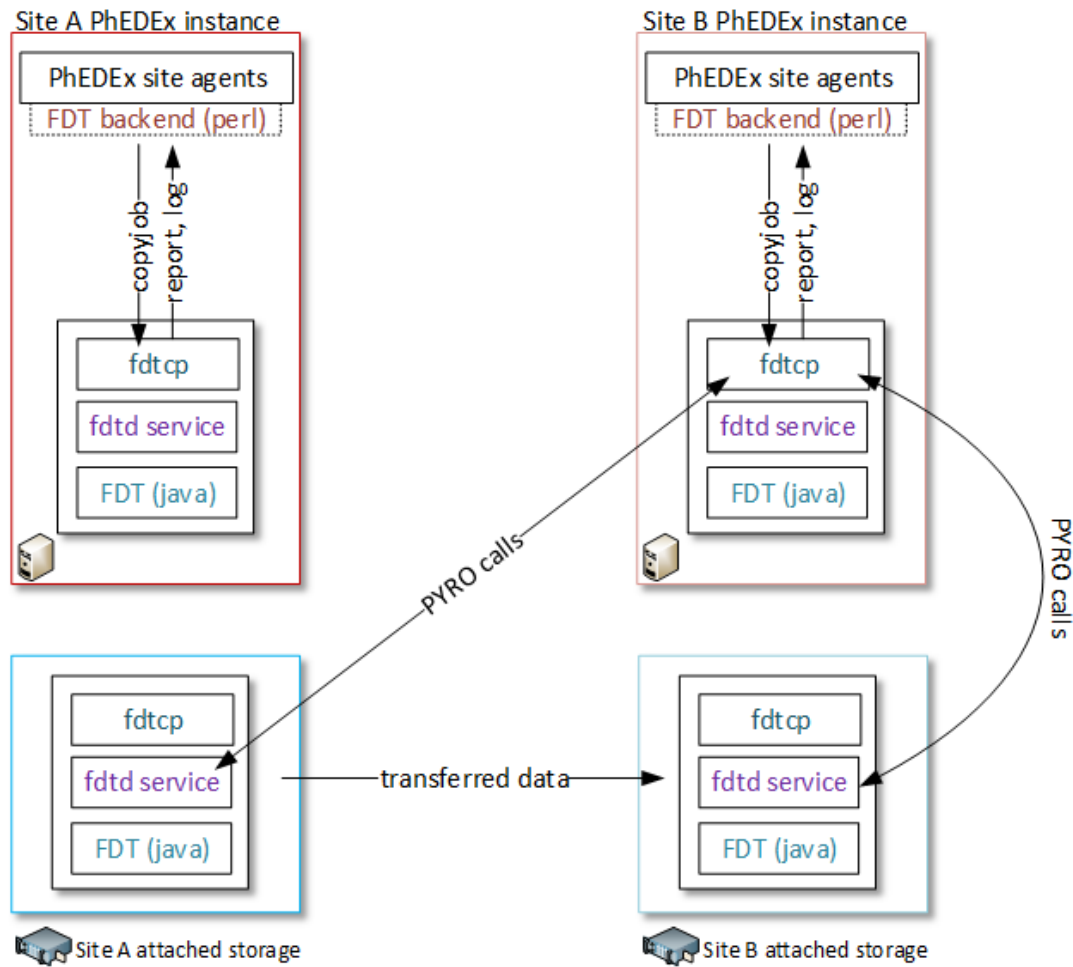 Site A PhEDEx instance
PhEDEx site agents
FDT backend (perl)
copyjob
report, log
fdtcp
fdtd service
FDT (java)
Site B PhEDEx instance
PhEDEx site agents
FDT backend (perl)
copyjob
report, log
fdtcp
fdtd service
FDT (java)
PYRO calls
PYRO calls
fdtcp
fdtd service
FDT (java)
Site A attached storage
transferred data
fdtcp
fdtd service
FDT (java)
Site B attached storage